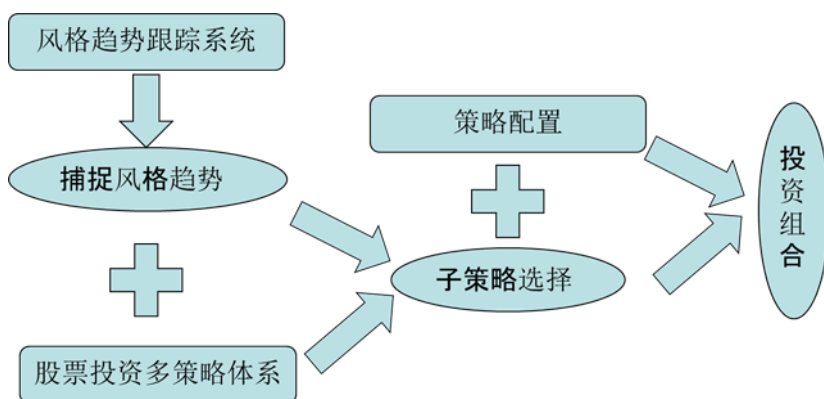 风格趋势跟踪系统
策略配置
捕捉风格趋势
投资组合
子策略选择
股票投资多策略体系